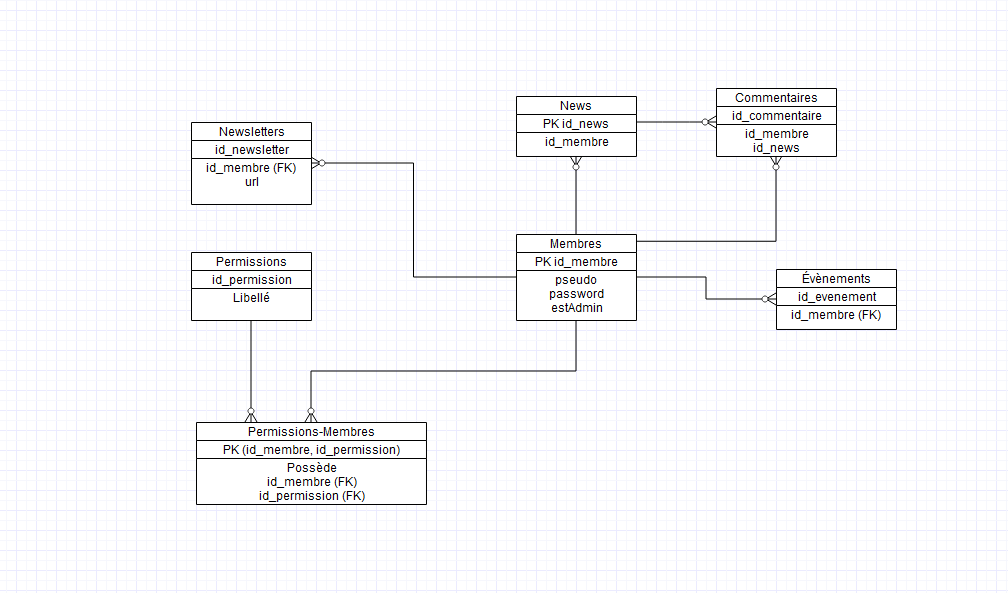 Newsletters
id_newsletter
id_membre (FK)
url
News
PK id_news
id_membre
Commentaires
id_commentaire
id_membre
id_news
Permissions
id_permission
Libellé
Membres
PK id_membre
pseudo
password
estAdmin
Évènements
id_evenement
id_membre (FK)
Permissions-Membres
PK (id_membre, id_permission)
Possède
id_membre (FK)
id_permission (FK)